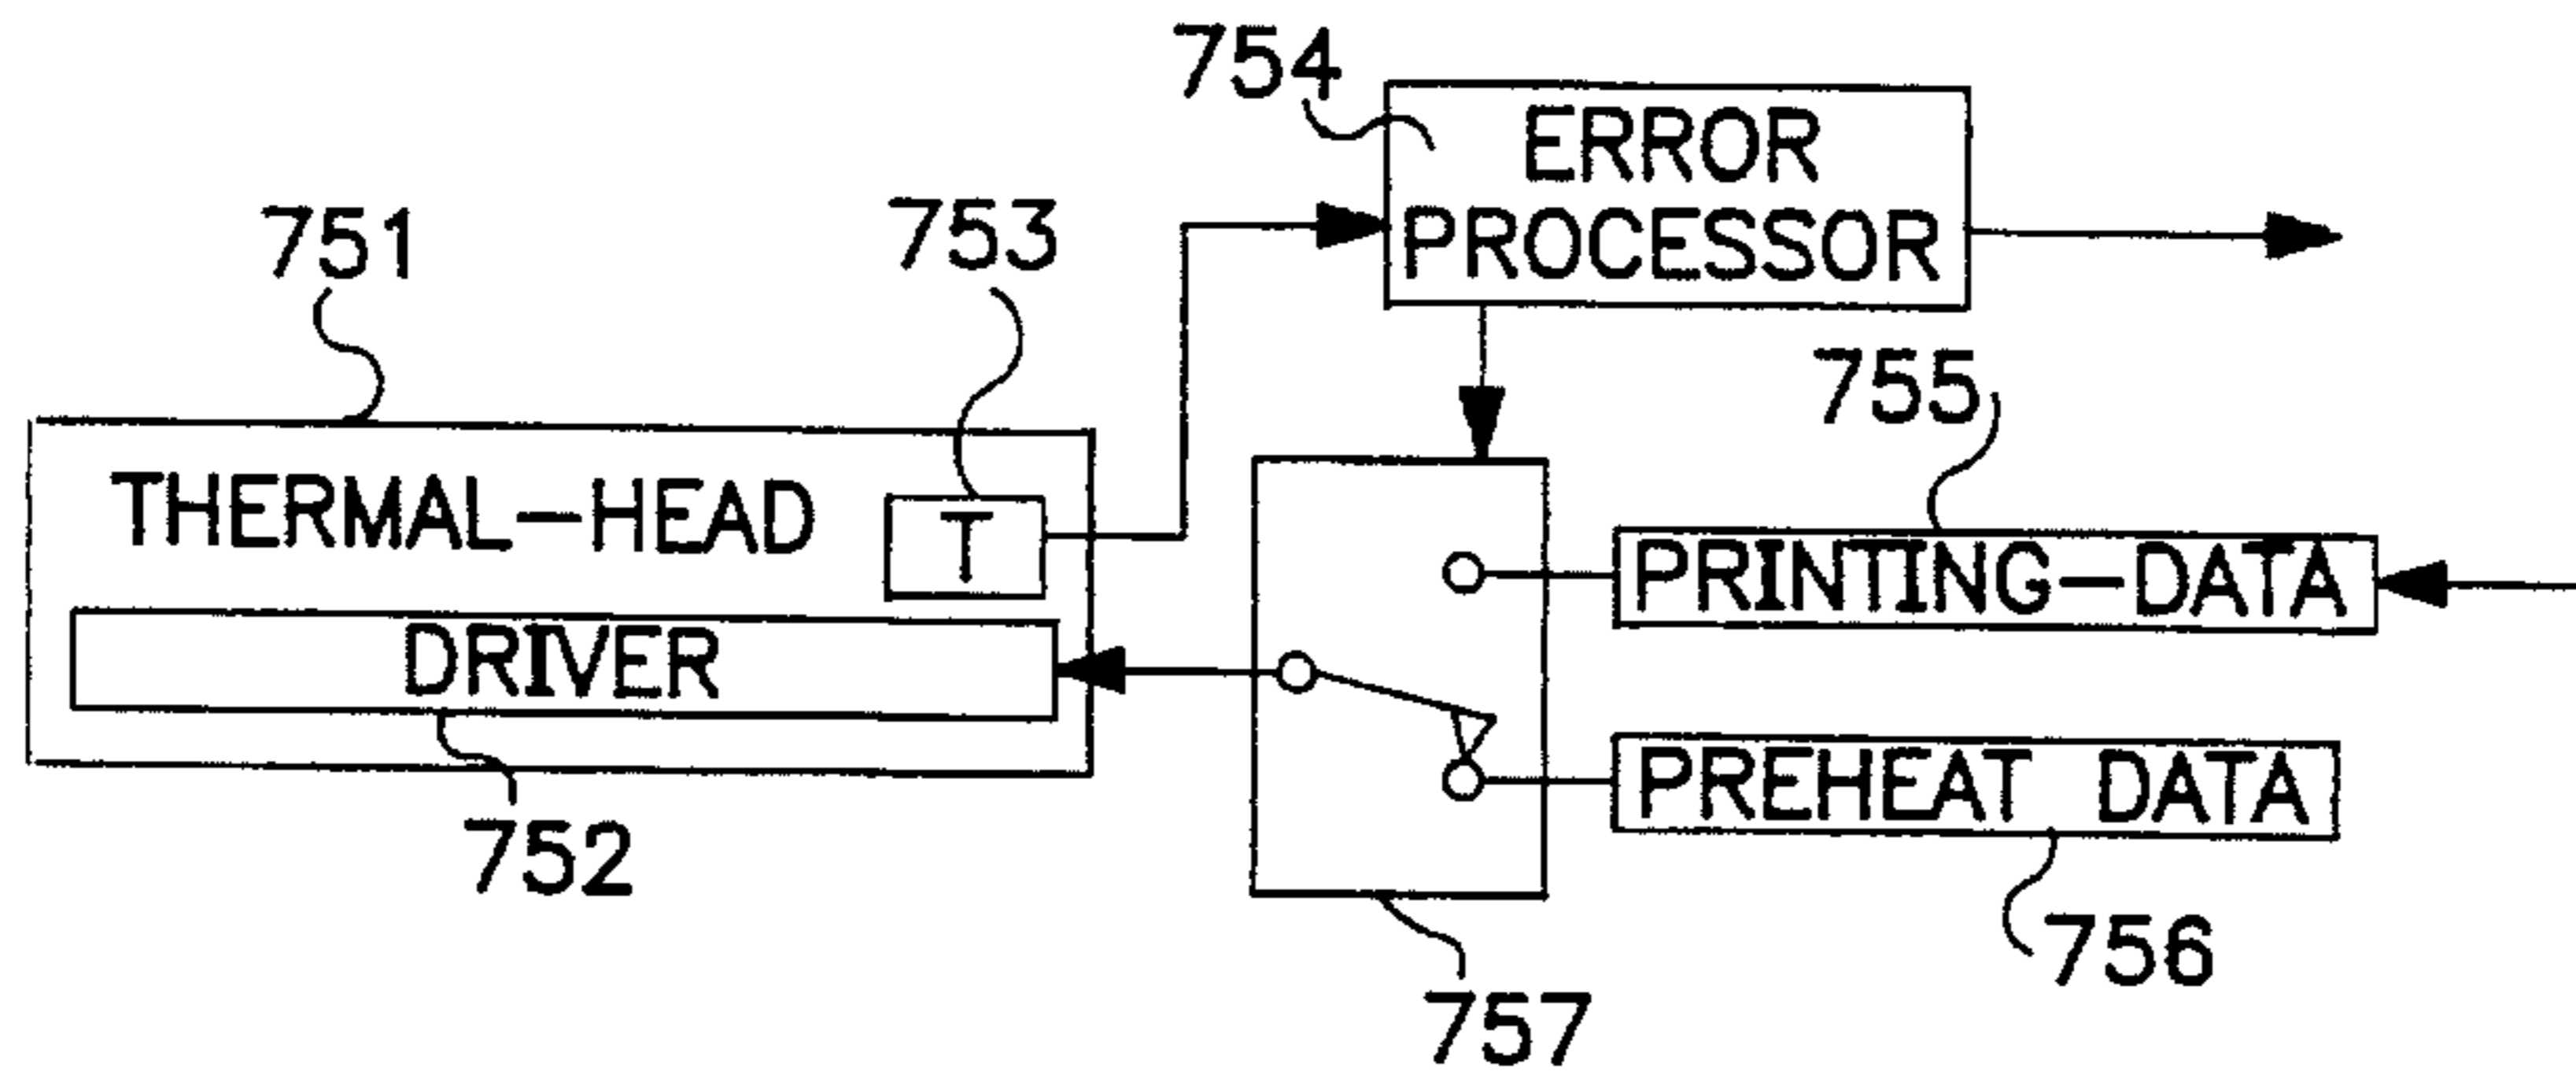 754
ERROR
PROCESSOR
751
753
755
THERMAL-HEAD
T
PRINTING-DATA
DRIVER
PREHEAT DATA
752
756
757